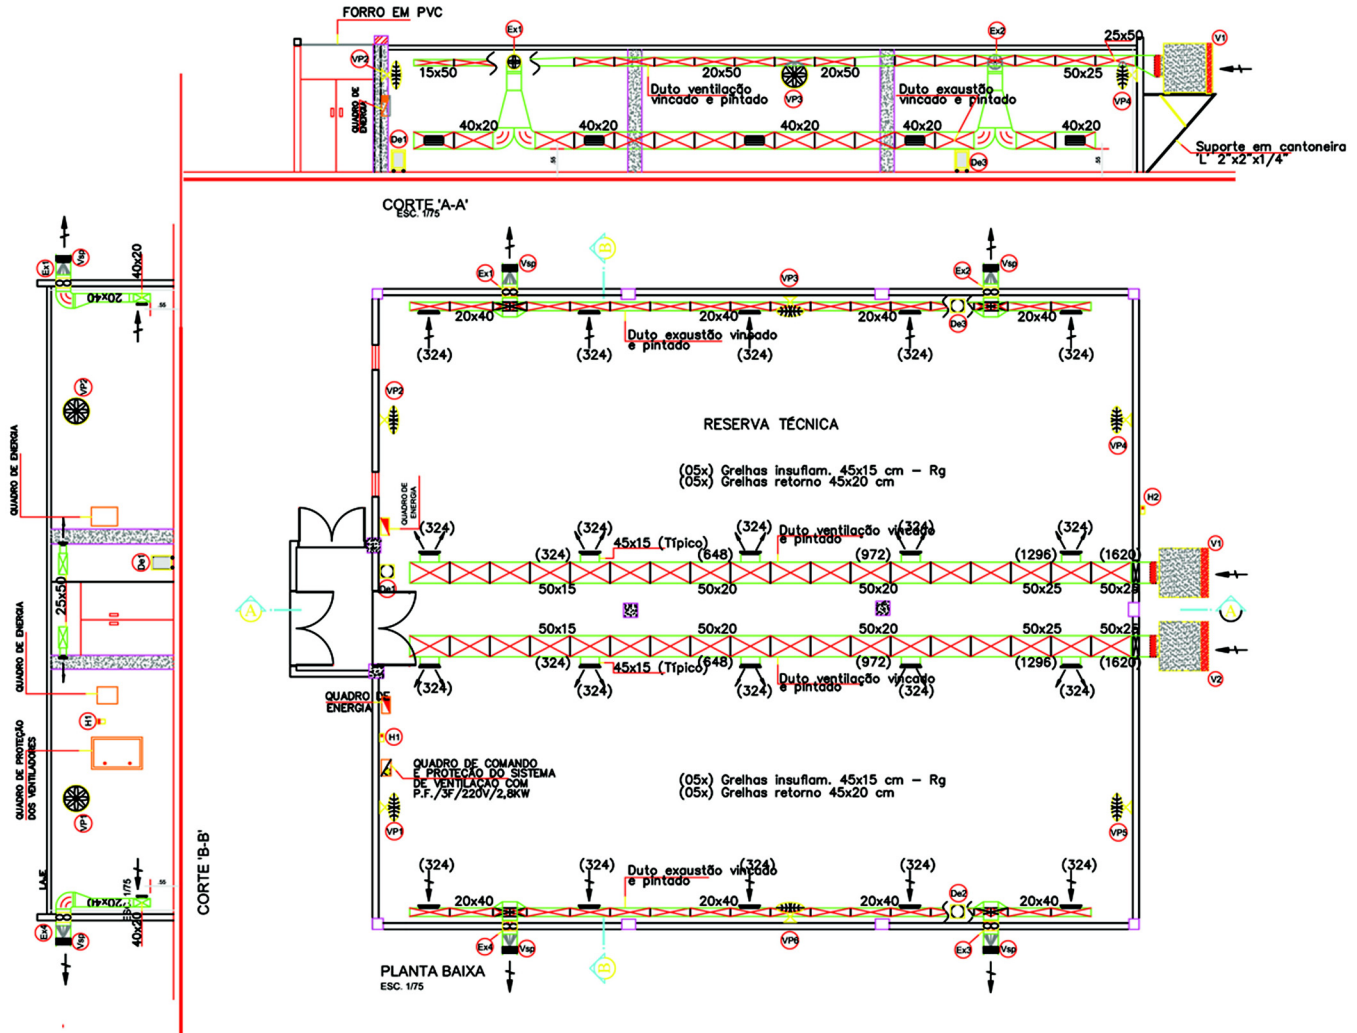 FORRO EM PVC
Ex1
Ex2
25x50
V1
VP2
15x50
20x50
20x50
50x25
VP3
VP4
Duto ventilação
vincado e pintado
Duto exaustão
vincado e pintado
QUADRO DE
ENERGIA
De1
40x20
40x20
40x20
40x20
40x20
.55
De3
.55
Suporte em cantoneira
"L" 2"x2"x1/4"
CORTE 'A-A'
ESC. 1/75
Ex1
Vsp
40x20
20x40
.55
VP2
QUADRO DE ENERGIA
De1
25x50
QUADRO DE ENERGIA
H1
QUADRO DE PROTEÇÃO
DOS VENTILADORES
VP1
LAJE
20x40
ESC. 1/75
.55
40x20
Ex4
Vsp
CORTE 'B-B'
B
Ex1
Vsp
VP3
Ex2
Vsp
20x40
20x40
20x40
De3
20x40
Duto exaustão vincado
e pintado
(324)
(324)
(324)
(324)
(324)
VP2
VP4
RESERVA TÉCNICA
(05x) Grelhas insuflam. 45x15 cm - Rg
(05x) Grelhas retorno 45x20 cm
QUADRO DE
ENERGIA
H2
(324)
(324)
(324)
(324)
(324)
Duto ventilação vincado
e pintado
45x15 (Típico)
(324)
(648)
(972)
(1296)
(1620)
V1
De1
50x15
50x20
50x20
50x25
50x25
A
A
50x15
50x20
50x20
50x25
50x25
(324)
45x15 (Típico)
(648)
(972)
(1296)
(1620)
V2
Duto ventilação vincado
e pintado
(324)
(324)
(324)
(324)
(324)
QUADRO DE
ENERGIA
H1
QUADRO DE COMANDO
E PROTEÇÃO DO SISTEMA
DE VENTILAÇÃO COM
P.F./3F/220V/2,8KW
(05x) Grelhas insuflam. 45x15 cm - Rg
(05x) Grelhas retorno 45x20 cm
VP1
VP5
(324)
(324)
(324)
(324)
(324)
Duto exaustão vincado
e pintado
20x40
20x40
20x40
De2
20x40
Ex4
Vsp
VP6
Ex3
Vsp
B
PLANTA BAIXA
ESC. 1/75